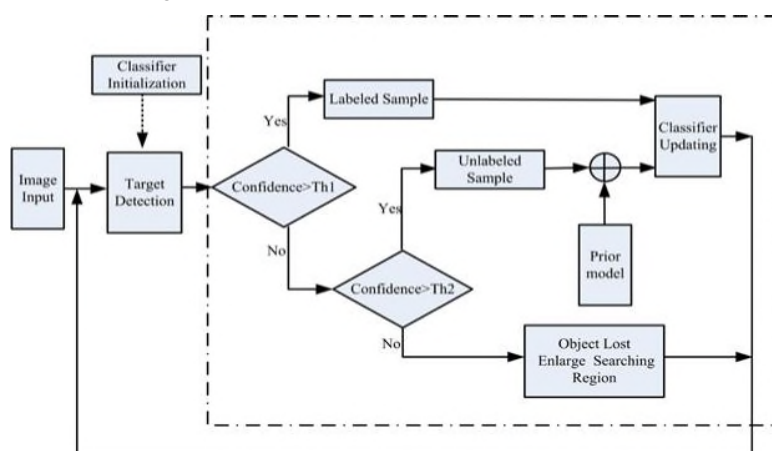 Classifier
Initialization
Image
Input
Target
Detection
Confidence>Th1
Yes
Labeled Sample
Classifier
Updating
No
Unlabeled
Sample
Yes
Prior
model
Confidence>Th2
No
Object Lost
Enlarge Searching
Region